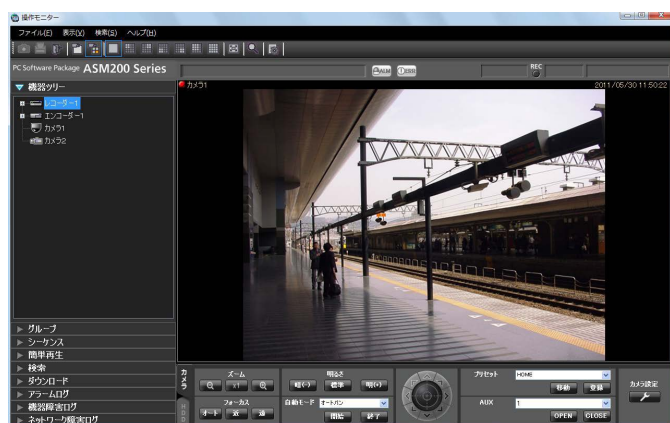 操作モニター
ファイル(F) 表示(V) 検索(S) ヘルプ(H)
PC Software Package ASM200 Series
ALM
ERR
REC
機器ツリー
レコーダー1
エンコーダー1
カメラ1
カメラ2
カメラ1
2011/05/30 11:50:22
グループ
シーケンス
簡単再生
検索
ダウンロード
アラームログ
機器障害ログ
ネットワーク障害ログ
カメラ
HDD
ズーム
x1
フォーカス
オート 近 遠
明るさ
暗(-) 標準 明(+)
自動モード オートパン
開始 終了
プリセット HOME
移動 登録
AUX 1
OPEN CLOSE
カメラ設定